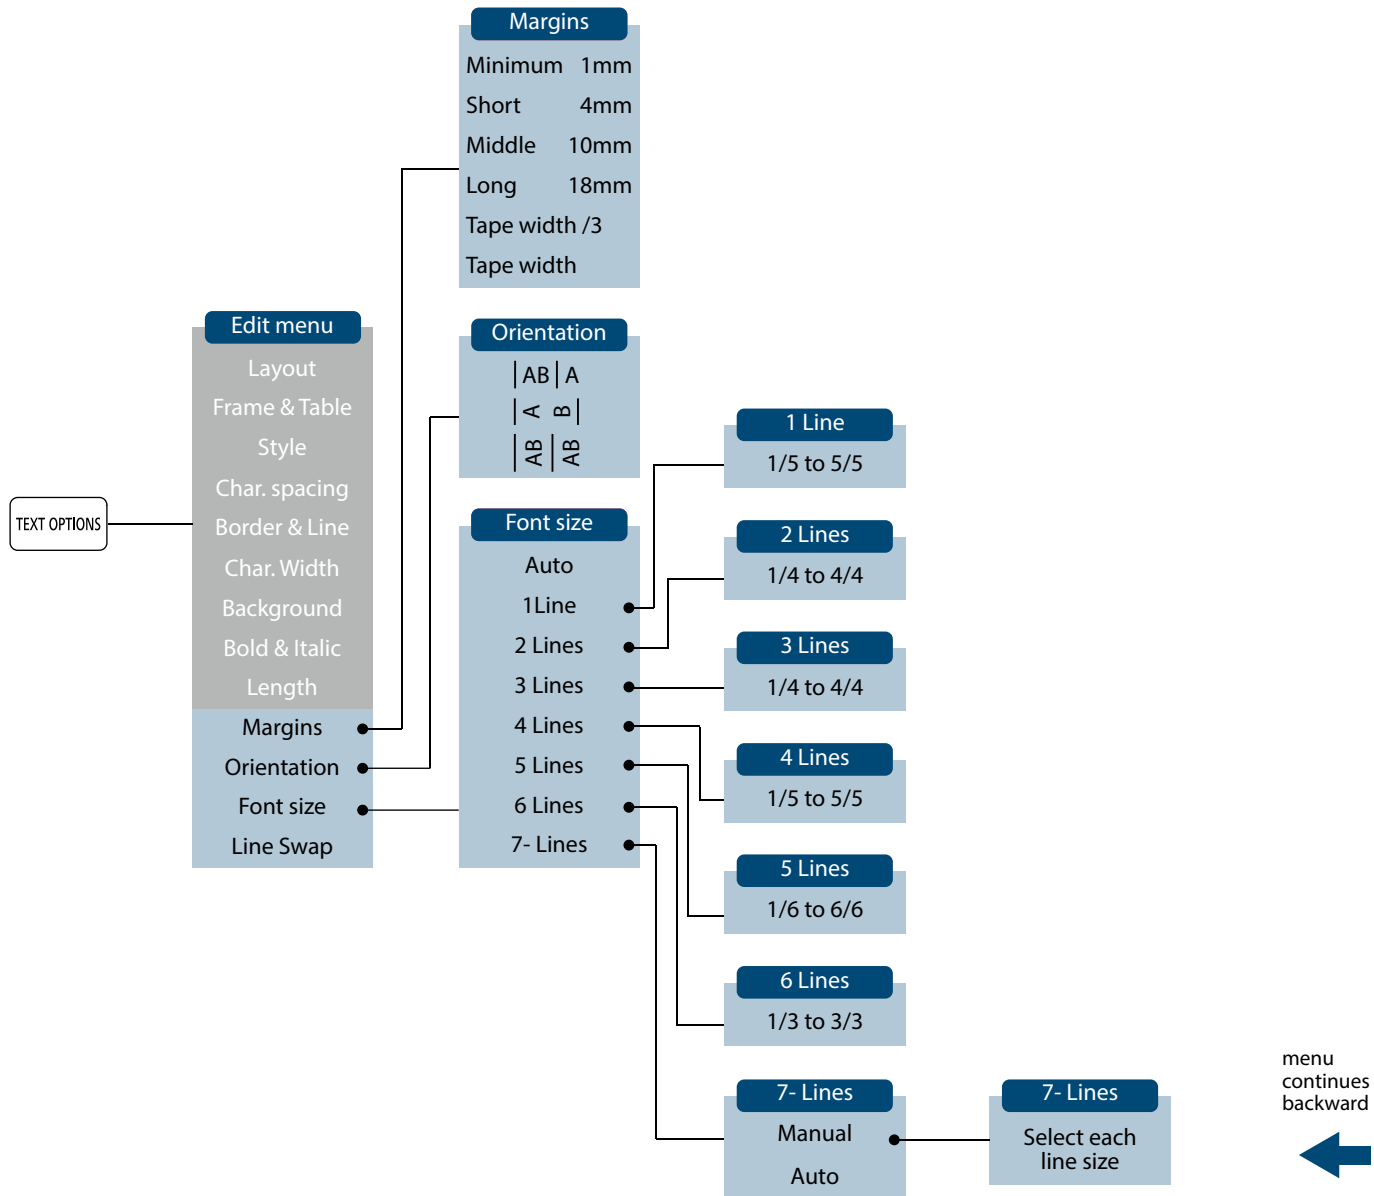 TEXT OPTIONS
Edit menu
Layout
Frame & Table
Style
Char. spacing
Border & Line
Char. Width
Background
Bold & Italic
Length
Margins
Orientation
Font size
Line Swap
Margins
Minimum 1mm
Short 4mm
Middle 10mm
Long 18mm
Tape width /3
Tape width
Orientation
AB A
A B
AB AB
Font size
Auto
1Line
2 Lines
3 Lines
4 Lines
5 Lines
6 Lines
7- Lines
1 Line
1/5 to 5/5
2 Lines
1/4 to 4/4
3 Lines
1/4 to 4/4
4 Lines
1/5 to 5/5
5 Lines
1/6 to 6/6
6 Lines
1/3 to 3/3
7- Lines
Manual
Auto
7- Lines
Select each
line size
menu
continues
backward